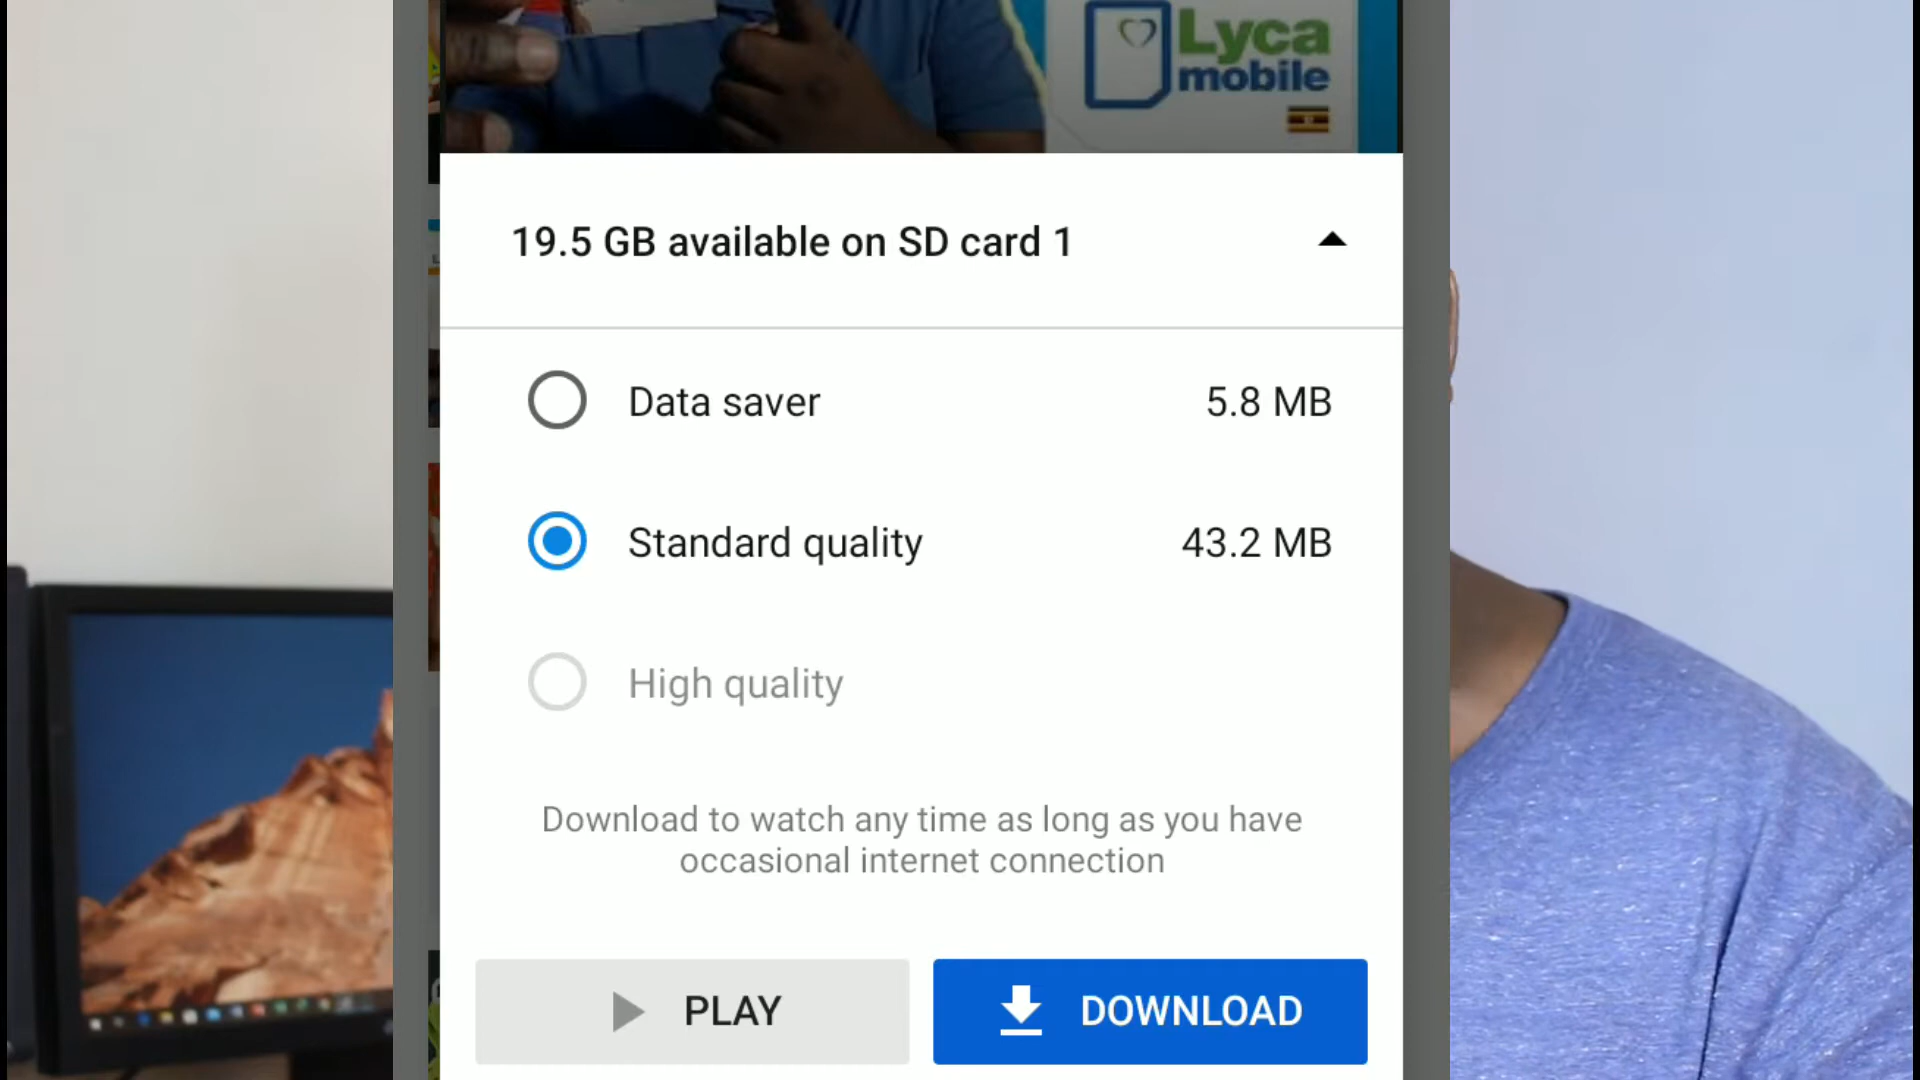 Lyca
mobile
19.5 GB available on SD card 1
Data saver 5.8 MB
Standard quality 43.2 MB
High quality
Download to watch any time as long as you have
occasional internet connection
PLAY DOWNLOAD